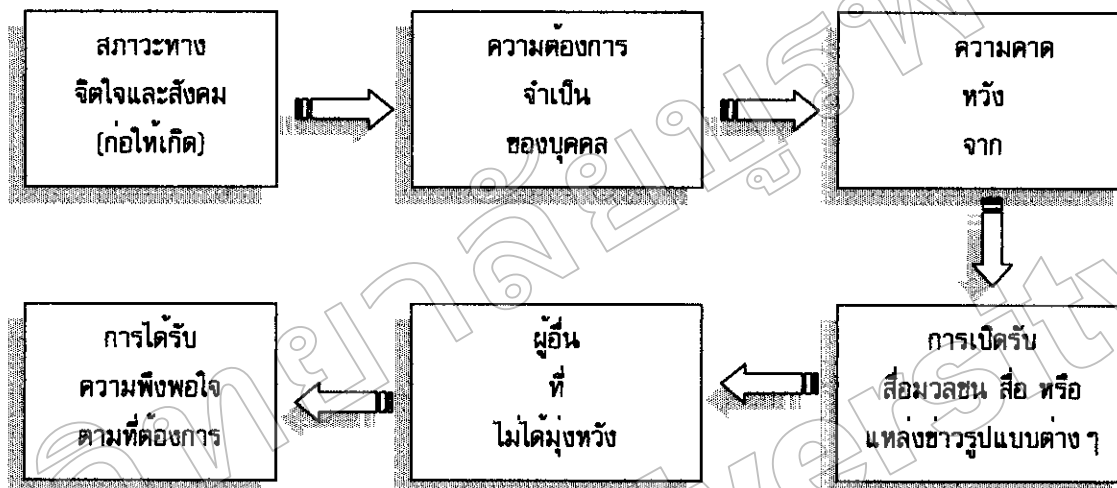 สภาวะทาง
จิตใจและสังคม
(ก่อให้เกิด)
ความต้องการ
จำเป็น
ของบุคคล
ความคาด
หวัง
จาก
การเปิดรับ
สื่อมวลชน สื่อ หรือ
แหล่งข่าวรูปแบบต่าง ๆ
ผู้อื่น
ที่
ไม่ได้มุ่งหวัง
การได้รับ
ความพึงพอใจ
ตามที่ต้องการ